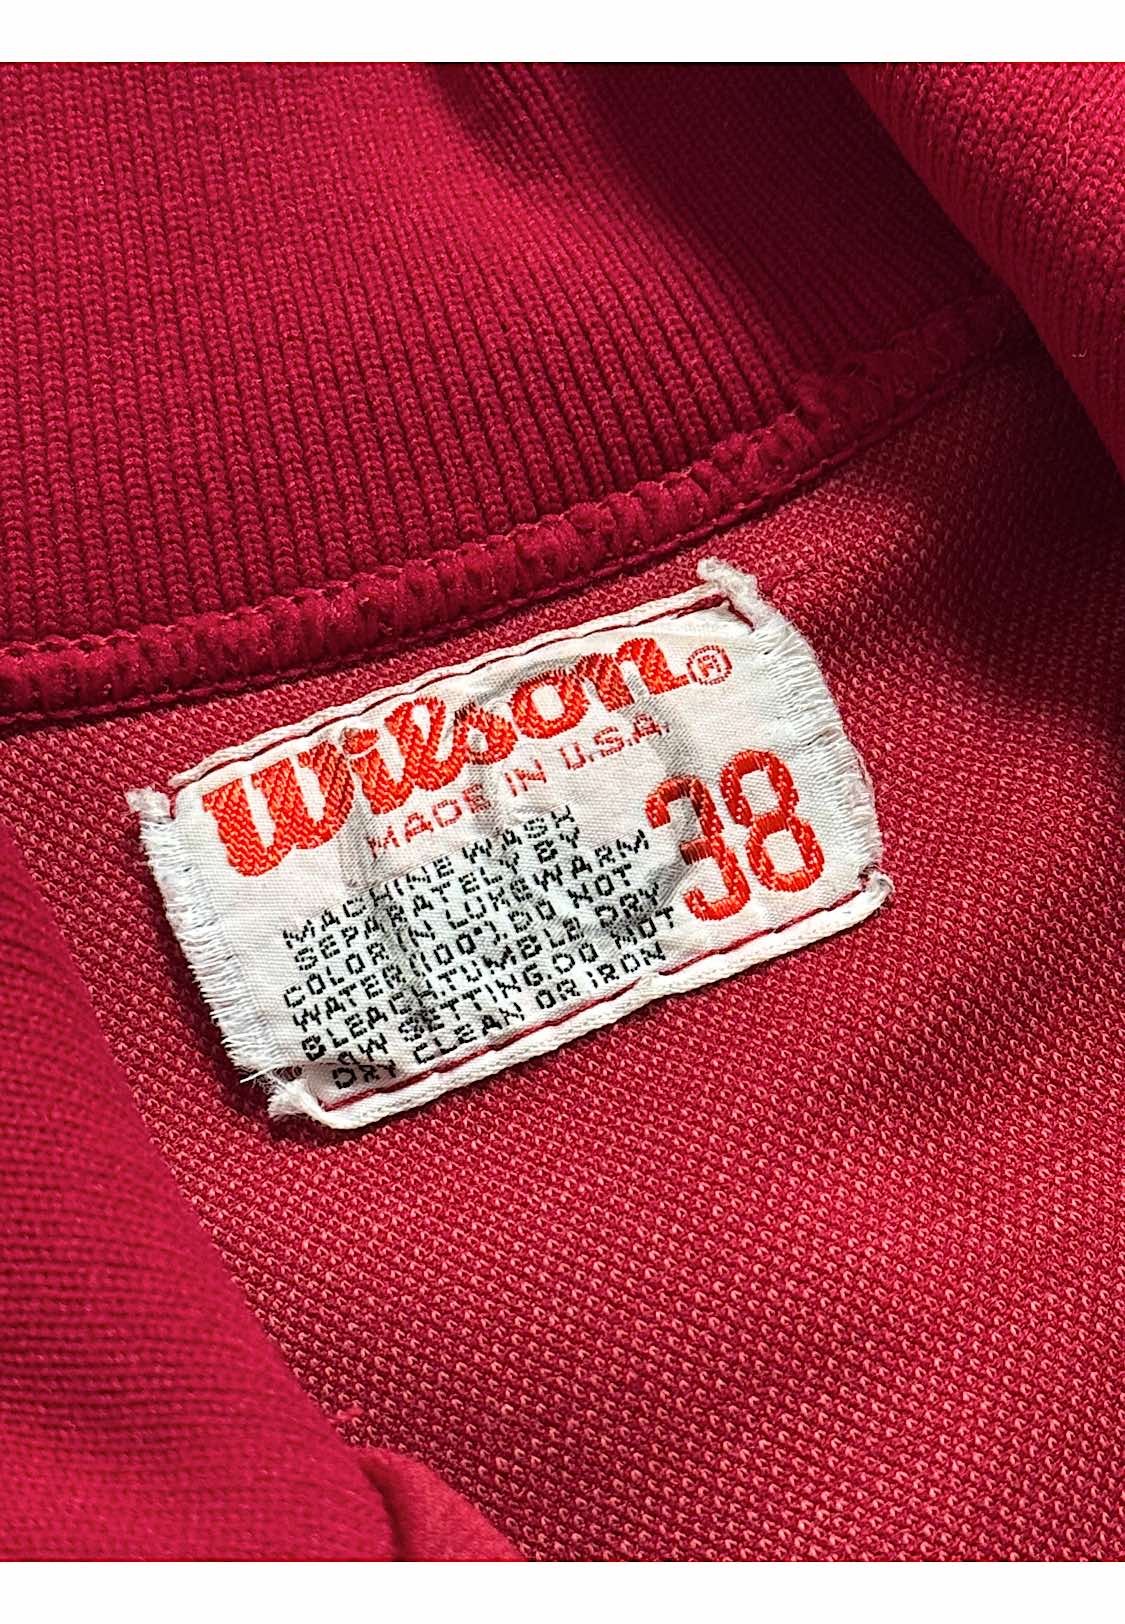 Wilson®
MADE IN U.S.A.
38
MACHINE WASH
SEPARATELY BY
COLOR IN LUKEWARM
WATER (100°). DO NOT
BLEACH. TUMBLE DRY
LOW SETTING. DO NOT
DRY CLEAN OR IRON